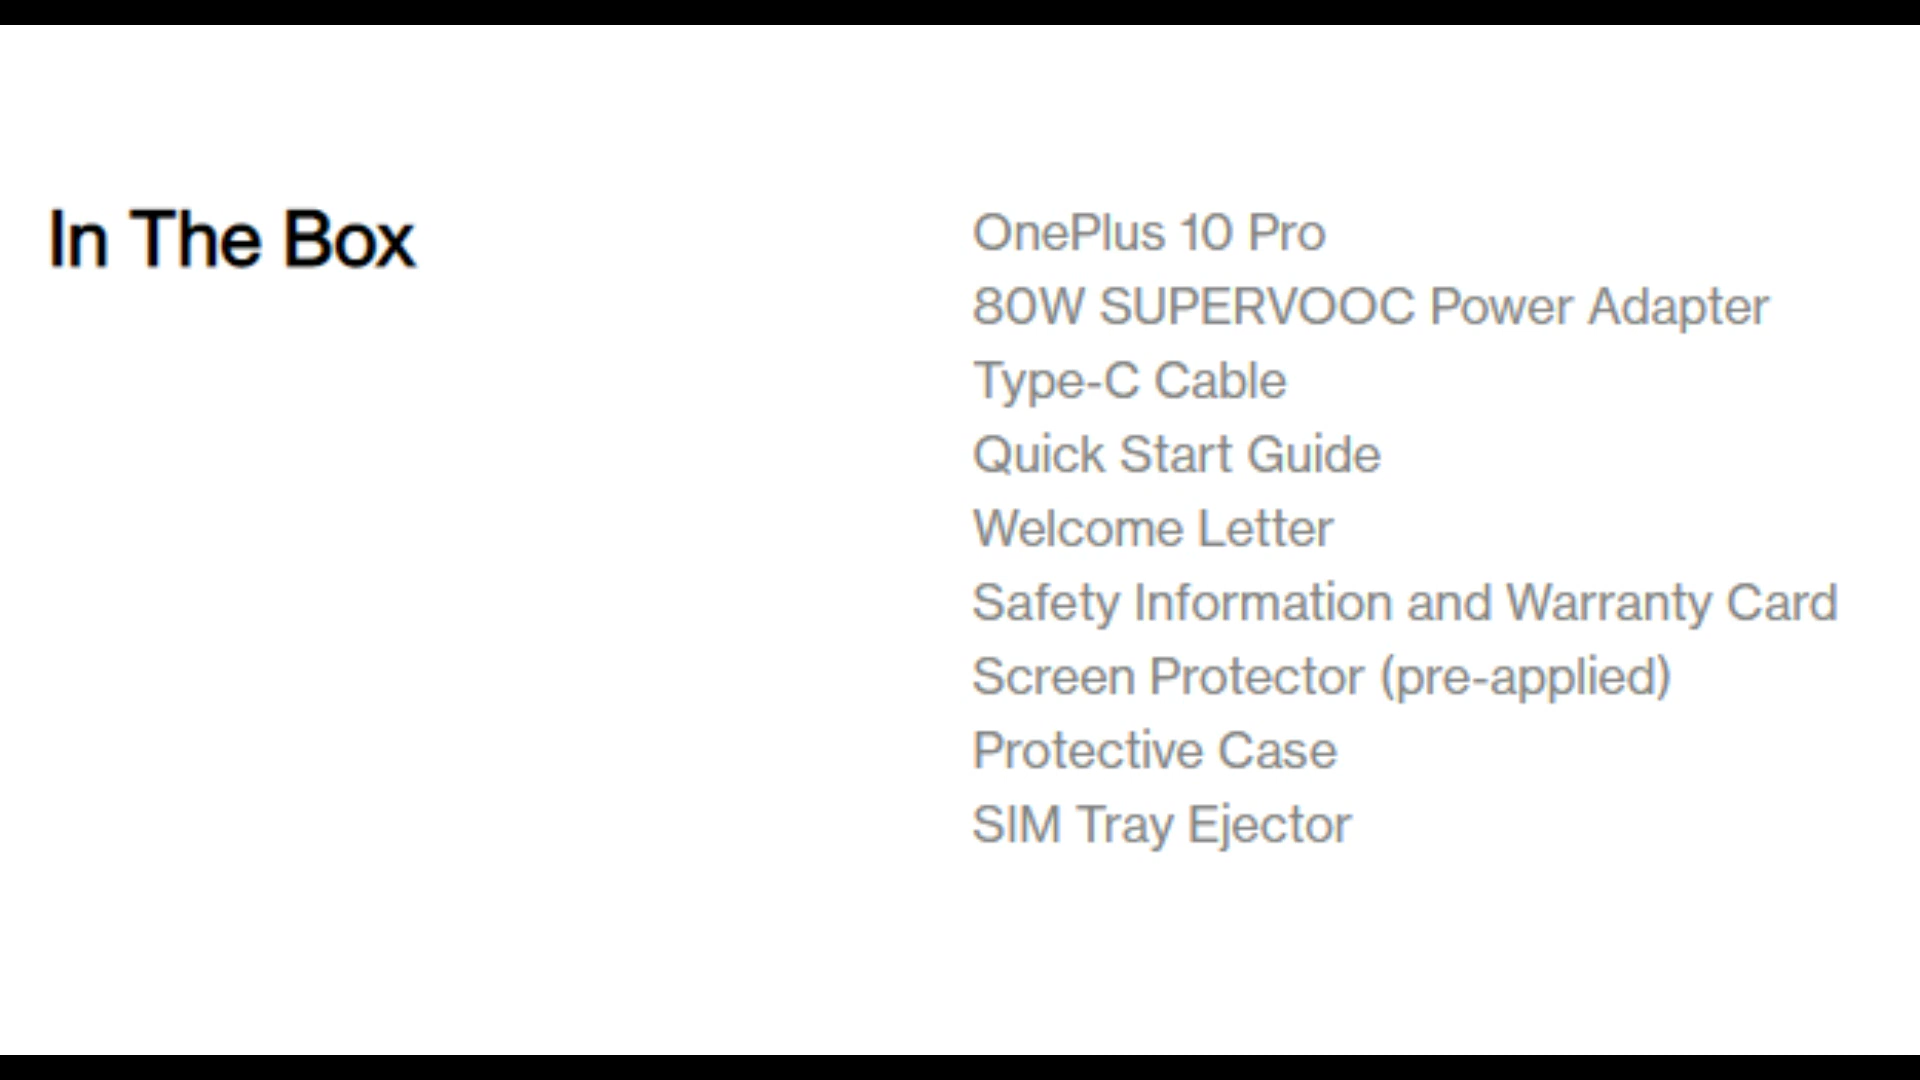 In The Box
OnePlus 10 Pro
80W SUPERVOOC Power Adapter
Type-C Cable
Quick Start Guide
Welcome Letter
Safety Information and Warranty Card
Screen Protector (pre-applied)
Protective Case
SIM Tray Ejector